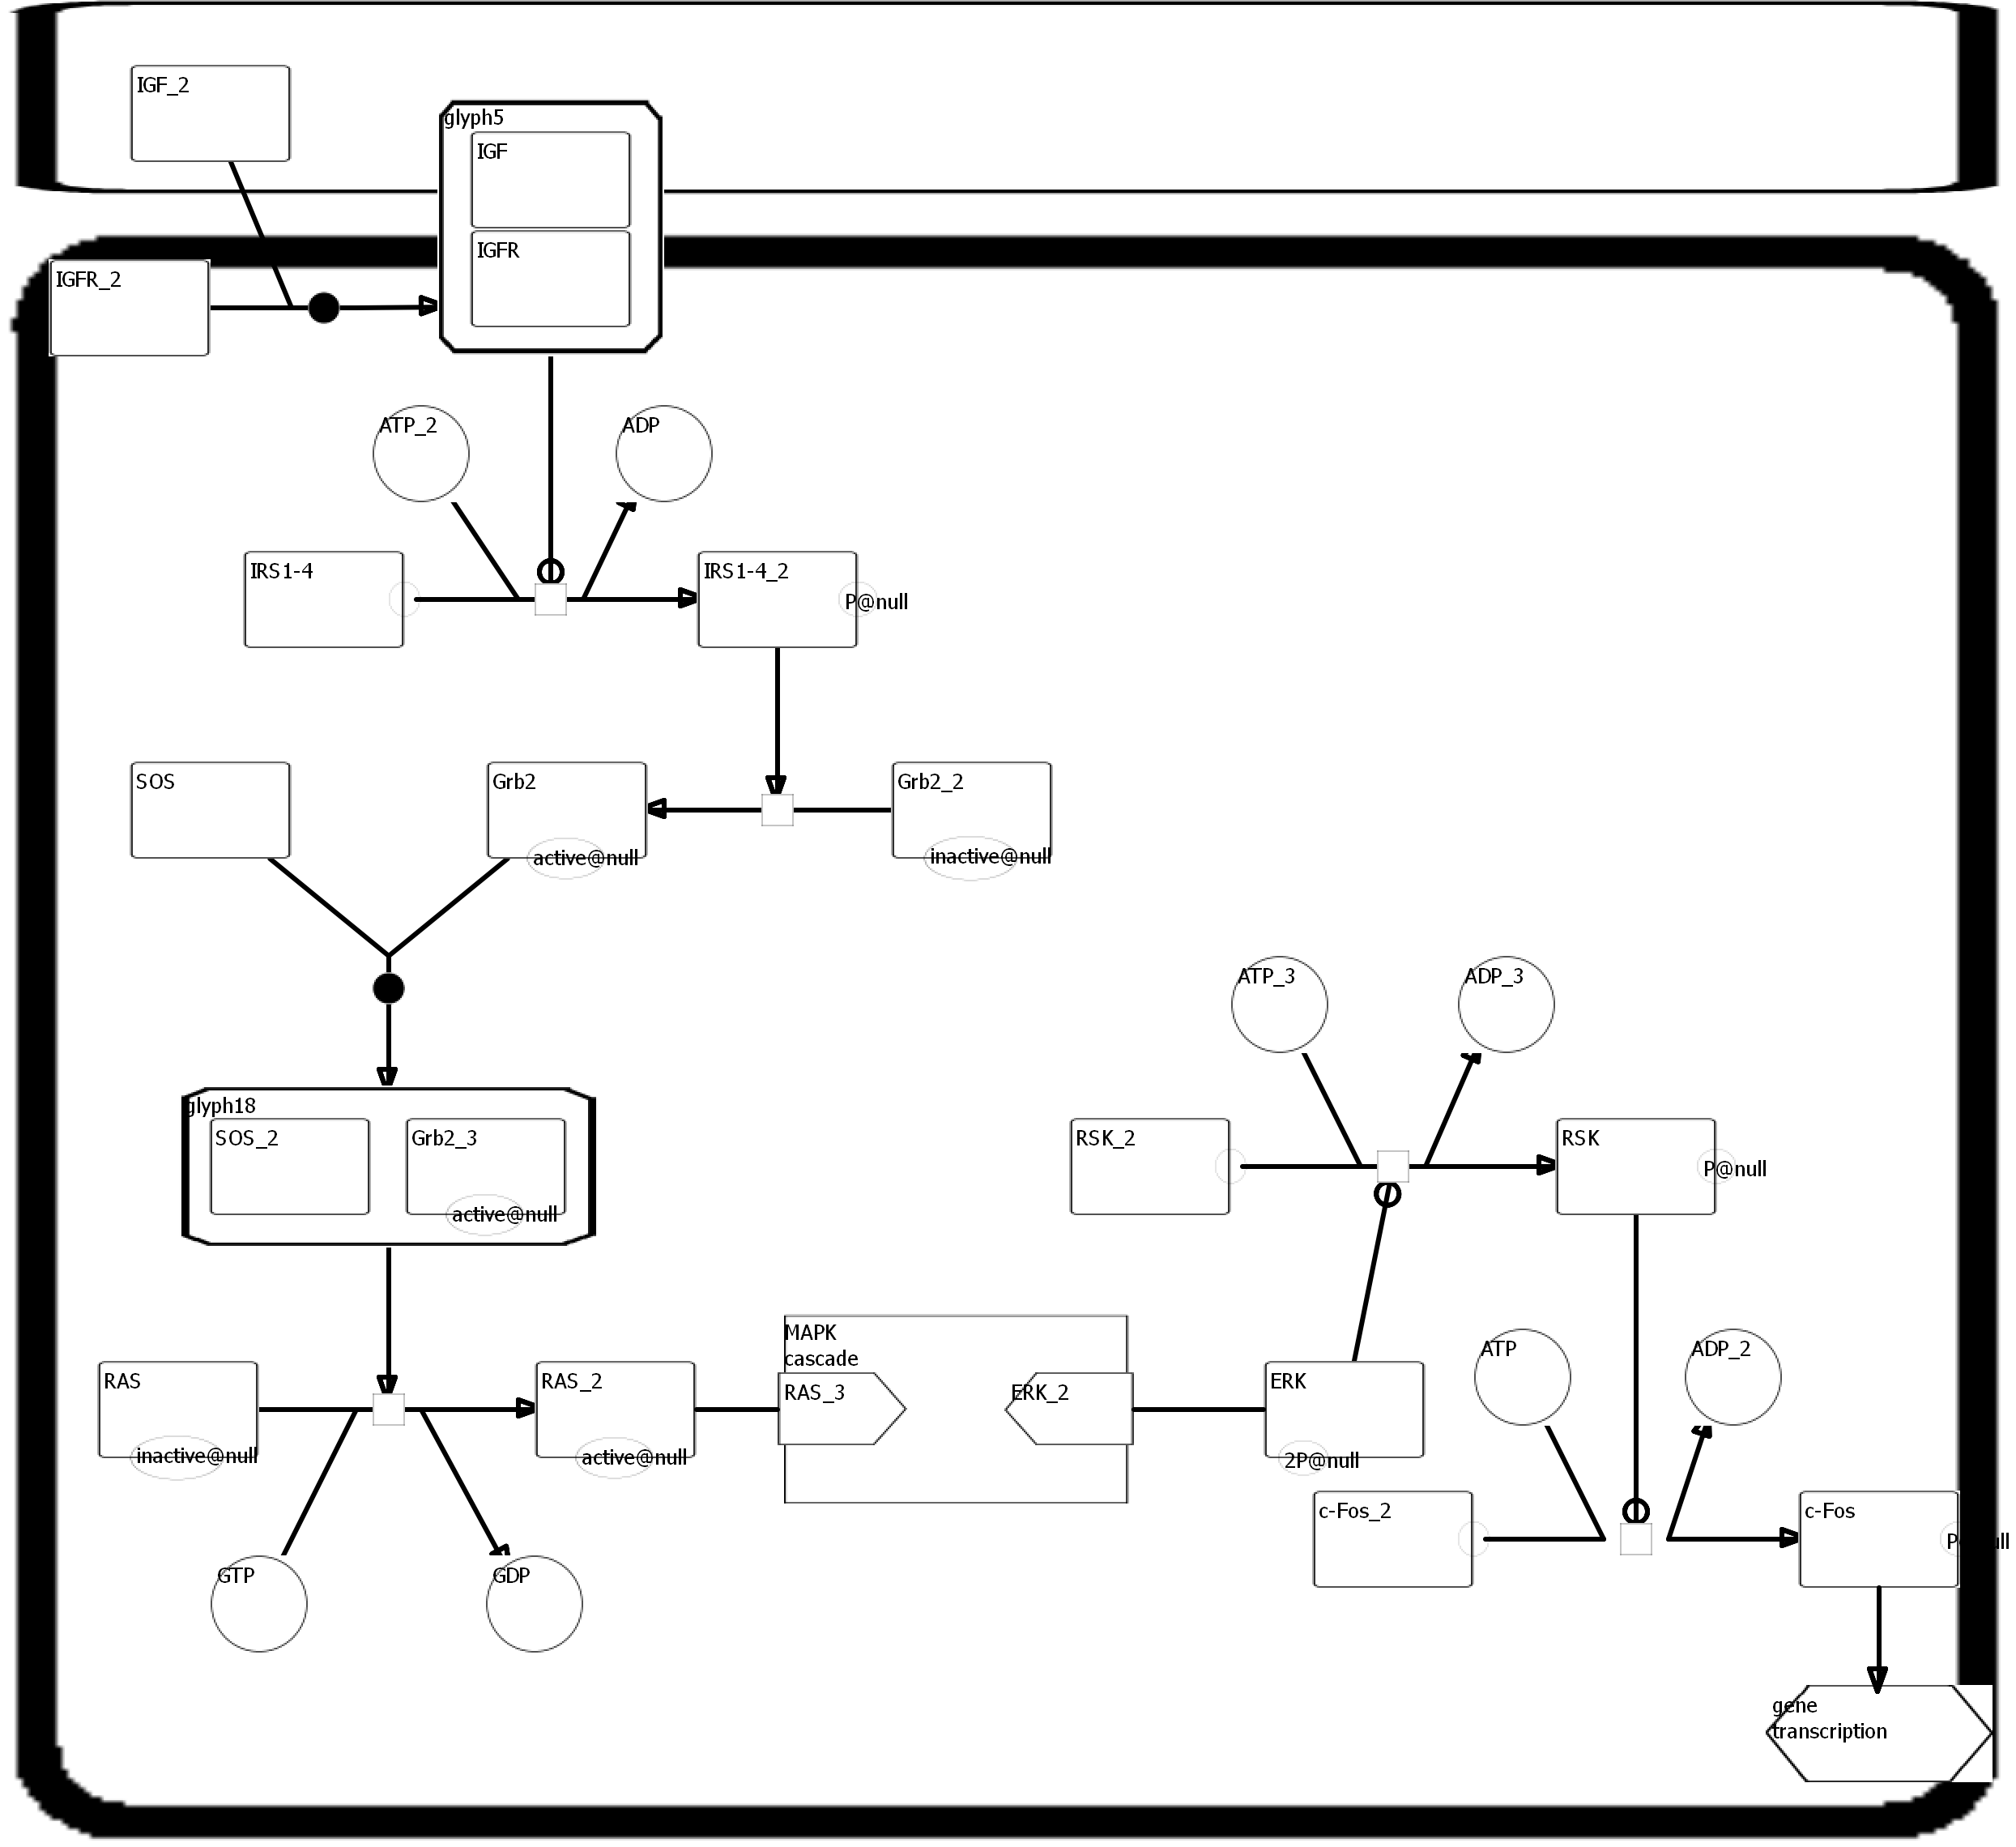 IGF_2
glyph5
IGF
IGFR
IGFR_2
ATP_2
ADP
IRS1-4
IRS1-4_2
P@null
SOS
Grb2
Grb2_2
active@null
inactive@null
ATP_3
ADP_3
glyph18
SOS_2
Grb2_3
active@null
RSK_2
RSK
P@null
MAPK
cascade
RAS
RAS_2
RAS_3
ERK_2
ERK
ATP
ADP_2
inactive@null
active@null
2P@null
c-Fos_2
c-Fos
GTP
GDP
gene
transcription